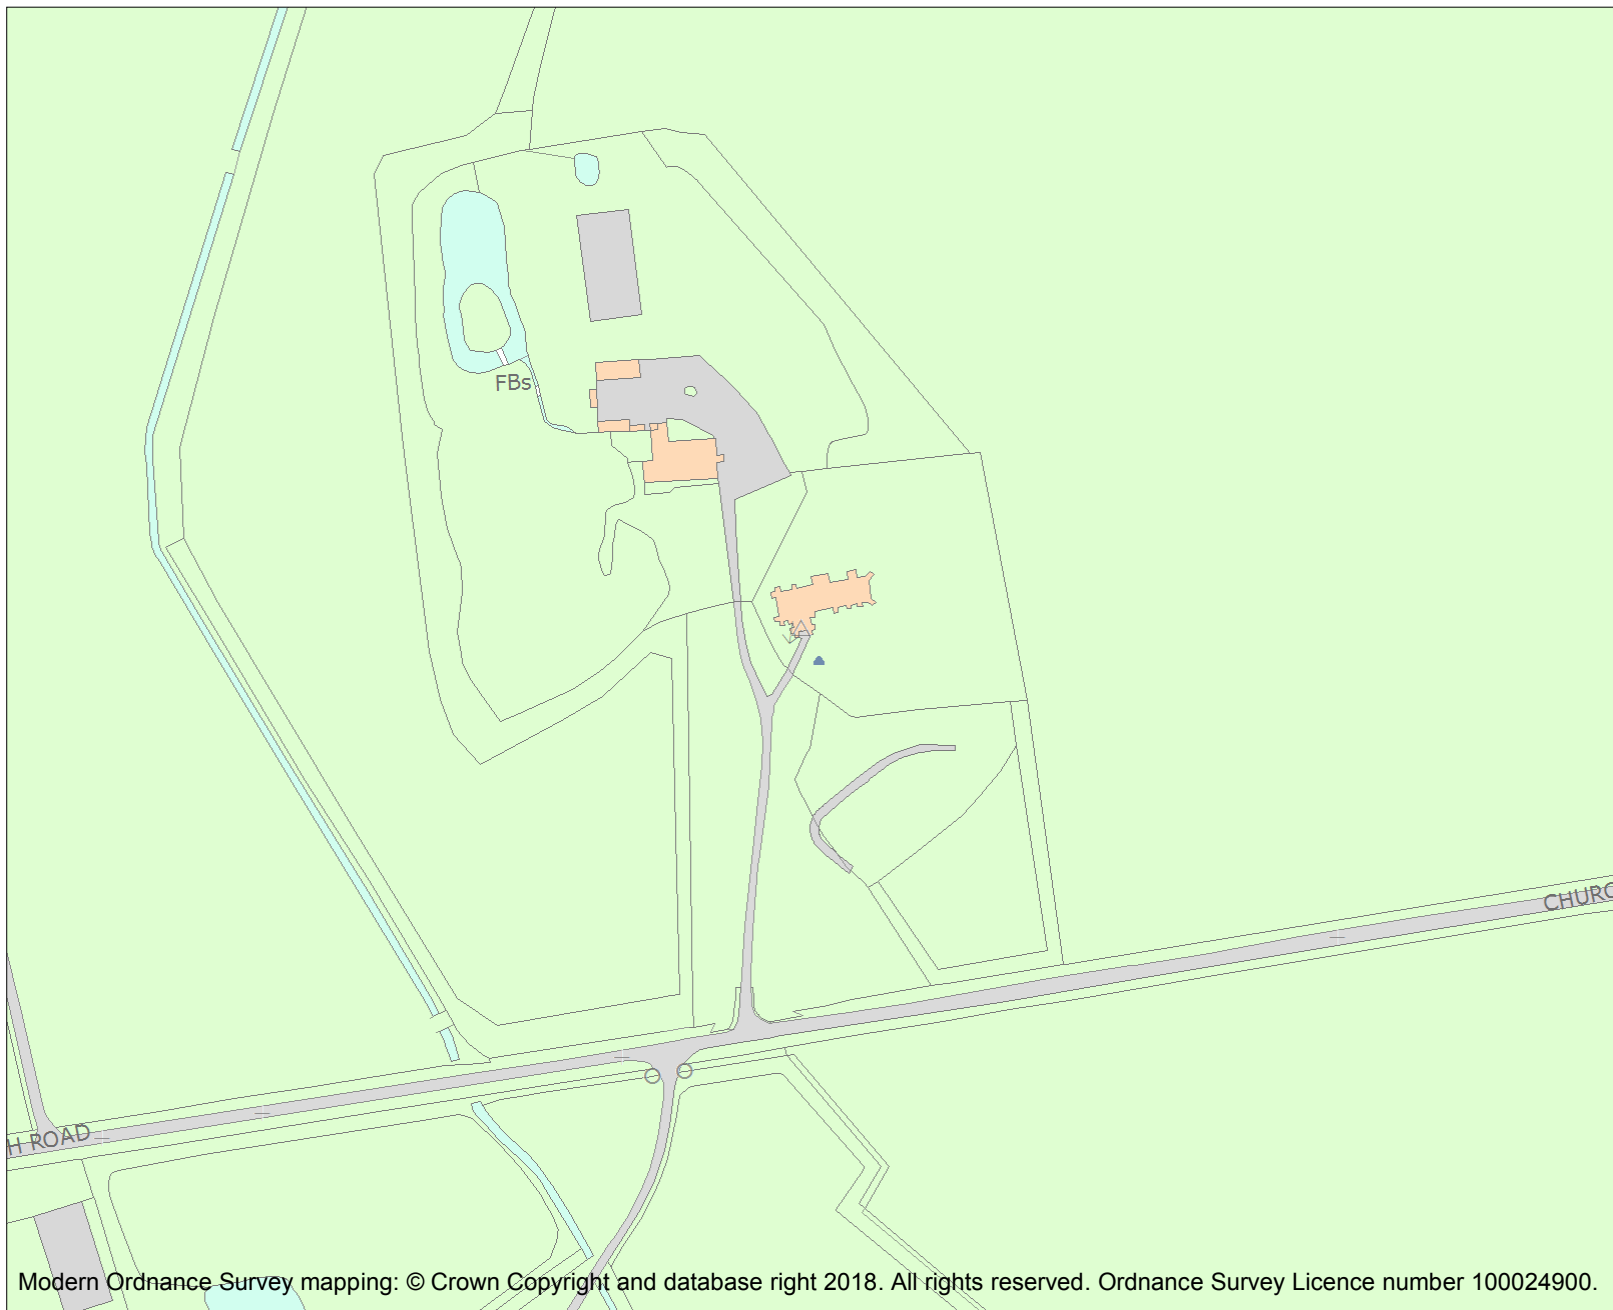 FBs
CHURC
H ROAD
Modern Ordnance Survey mapping: © Crown Copyright and database right 2018. All rights reserved. Ordnance Survey Licence number 100024900.